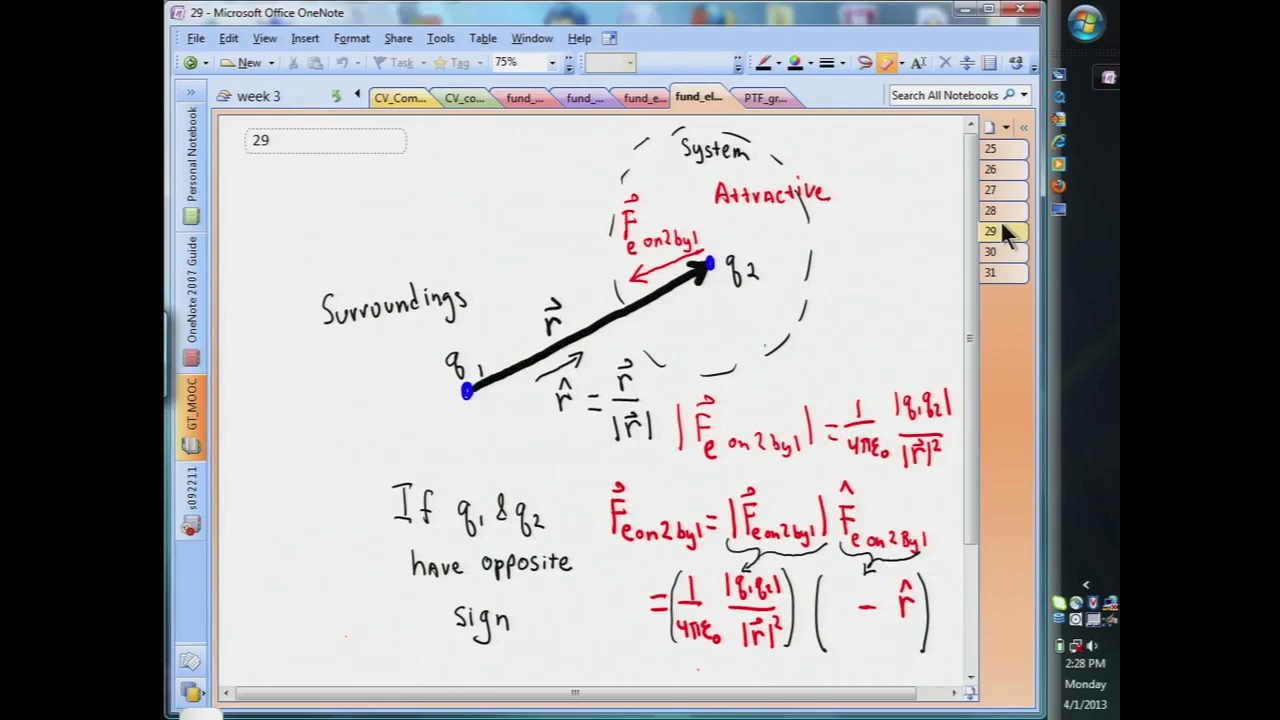 29 - Microsoft Office OneNote
File Edit View Insert Format Share Tools Table Window Help
New Task Tag 75%
week 3 CV_Com... CV_co... fund_... fund_... fund_e... fund_el... PTF_gr... Search All Notebooks
29
25
26
27
28
29
30
31
Personal Notebook
OneNote 2007 Guide
GT_MOOC
s092211
System
Attractive
F⃗e on 2 by 1
q2
Surroundings
r⃗
q1
r̂ = r⃗ / |r⃗|
|F⃗e on 2 by 1| = 1/4πε0 |q1q2|/|r⃗|²
If q1 & q2
have opposite
sign
F⃗e on 2 by 1 = |F⃗e on 2 by 1| F̂e on 2 By 1
= (1/4πε0 |q1q2|/|r⃗|²) ( - r̂ )
2:28 PM
Monday
4/1/2013